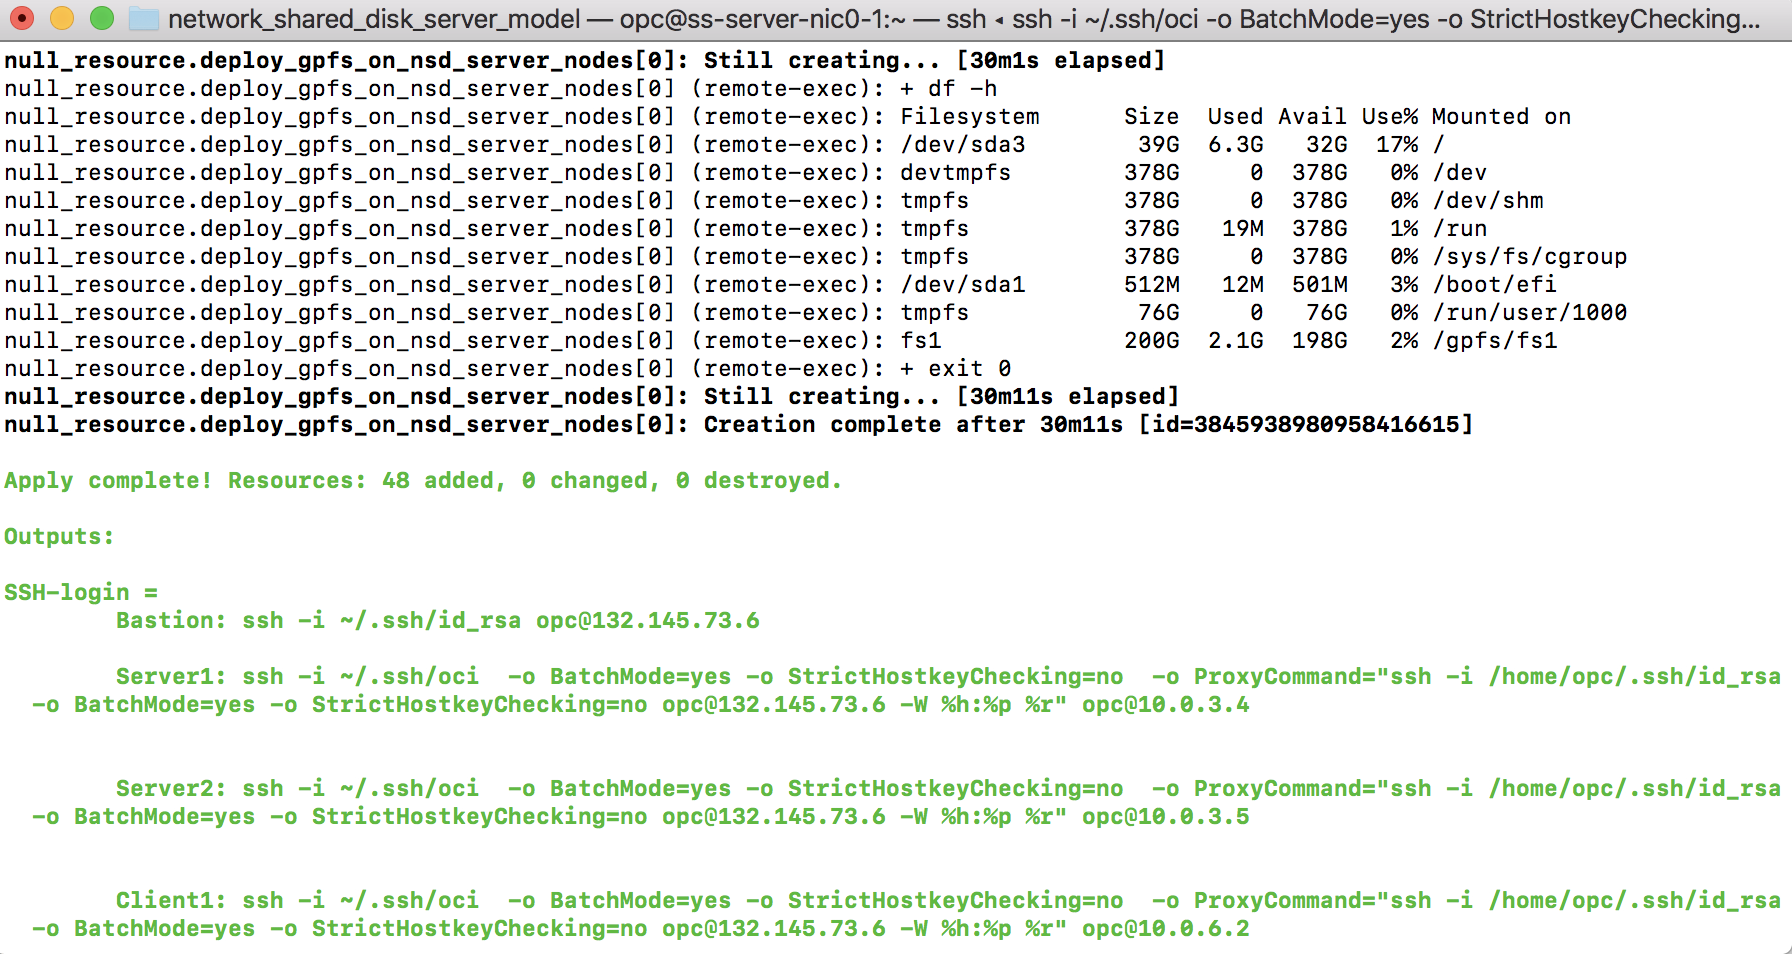 network_shared_disk_server_model — opc@ss-server-nic0-1:~ — ssh ◂ ssh -i ~/.ssh/oci -o BatchMode=yes -o StrictHostkeyChecking...
null_resource.deploy_gpfs_on_nsd_server_nodes[0]: Still creating... [30m1s elapsed]
null_resource.deploy_gpfs_on_nsd_server_nodes[0] (remote-exec): + df -h
null_resource.deploy_gpfs_on_nsd_server_nodes[0] (remote-exec): Filesystem      Size  Used Avail Use% Mounted on
null_resource.deploy_gpfs_on_nsd_server_nodes[0] (remote-exec): /dev/sda3        39G  6.3G   32G  17% /
null_resource.deploy_gpfs_on_nsd_server_nodes[0] (remote-exec): devtmpfs        378G     0  378G   0% /dev
null_resource.deploy_gpfs_on_nsd_server_nodes[0] (remote-exec): tmpfs           378G     0  378G   0% /dev/shm
null_resource.deploy_gpfs_on_nsd_server_nodes[0] (remote-exec): tmpfs           378G   19M  378G   1% /run
null_resource.deploy_gpfs_on_nsd_server_nodes[0] (remote-exec): tmpfs           378G     0  378G   0% /sys/fs/cgroup
null_resource.deploy_gpfs_on_nsd_server_nodes[0] (remote-exec): /dev/sda1       512M   12M  501M   3% /boot/efi
null_resource.deploy_gpfs_on_nsd_server_nodes[0] (remote-exec): tmpfs            76G     0   76G   0% /run/user/1000
null_resource.deploy_gpfs_on_nsd_server_nodes[0] (remote-exec): fs1             200G  2.1G  198G   2% /gpfs/fs1
null_resource.deploy_gpfs_on_nsd_server_nodes[0] (remote-exec): + exit 0
null_resource.deploy_gpfs_on_nsd_server_nodes[0]: Still creating... [30m11s elapsed]
null_resource.deploy_gpfs_on_nsd_server_nodes[0]: Creation complete after 30m11s [id=3845938980958416615]
Apply complete! Resources: 48 added, 0 changed, 0 destroyed.
Outputs:
SSH-login =
Bastion: ssh -i ~/.ssh/id_rsa opc@132.145.73.6
Server1: ssh -i ~/.ssh/oci  -o BatchMode=yes -o StrictHostkeyChecking=no  -o ProxyCommand="ssh -i /home/opc/.ssh/id_rsa
-o BatchMode=yes -o StrictHostkeyChecking=no opc@132.145.73.6 -W %h:%p %r" opc@10.0.3.4
Server2: ssh -i ~/.ssh/oci  -o BatchMode=yes -o StrictHostkeyChecking=no  -o ProxyCommand="ssh -i /home/opc/.ssh/id_rsa
-o BatchMode=yes -o StrictHostkeyChecking=no opc@132.145.73.6 -W %h:%p %r" opc@10.0.3.5
Client1: ssh -i ~/.ssh/oci  -o BatchMode=yes -o StrictHostkeyChecking=no  -o ProxyCommand="ssh -i /home/opc/.ssh/id_rsa
-o BatchMode=yes -o StrictHostkeyChecking=no opc@132.145.73.6 -W %h:%p %r" opc@10.0.6.2